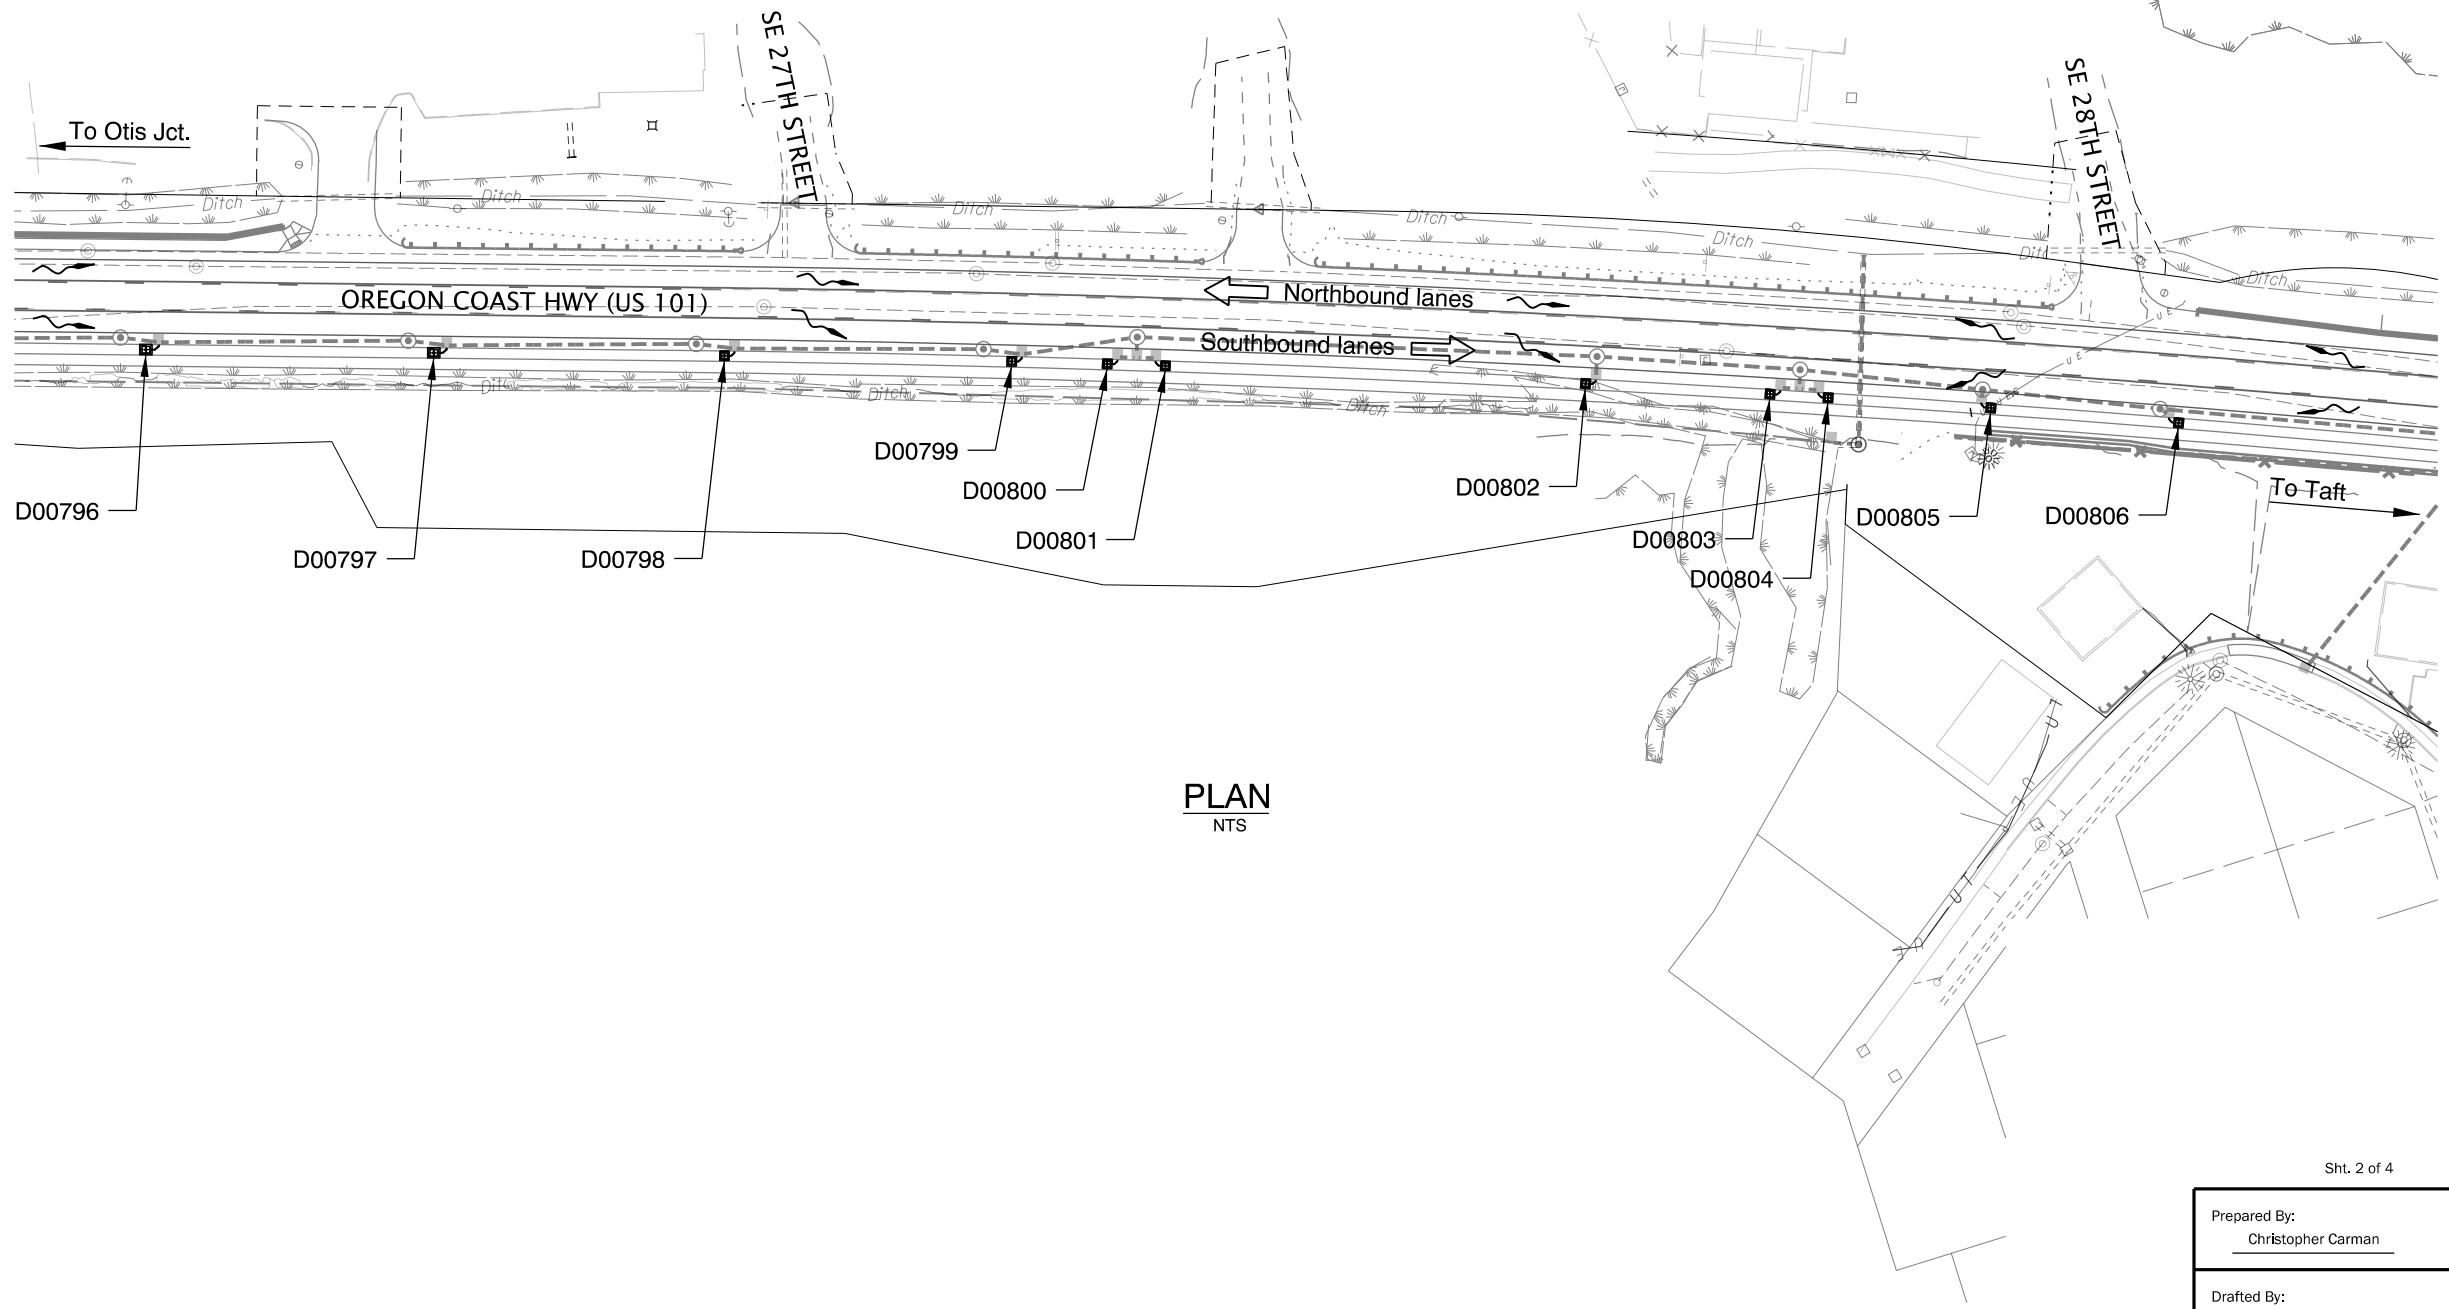 SE 27TH STREET
SE 28TH STREET
To Otis Jct.
Ditch
Ditch
Ditch
Ditch
Ditch
Ditch
OREGON COAST HWY (US 101)
Northbound lanes
Southbound lanes
UE
UE
Ditch
Ditch
D00796
D00797
D00798
D00799
D00800
D00801
D00802
D00803
D00804
D00805
D00806
To Taft
PLAN
NTS
Sht. 2 of 4
Prepared By:
Christopher Carman
Drafted By: